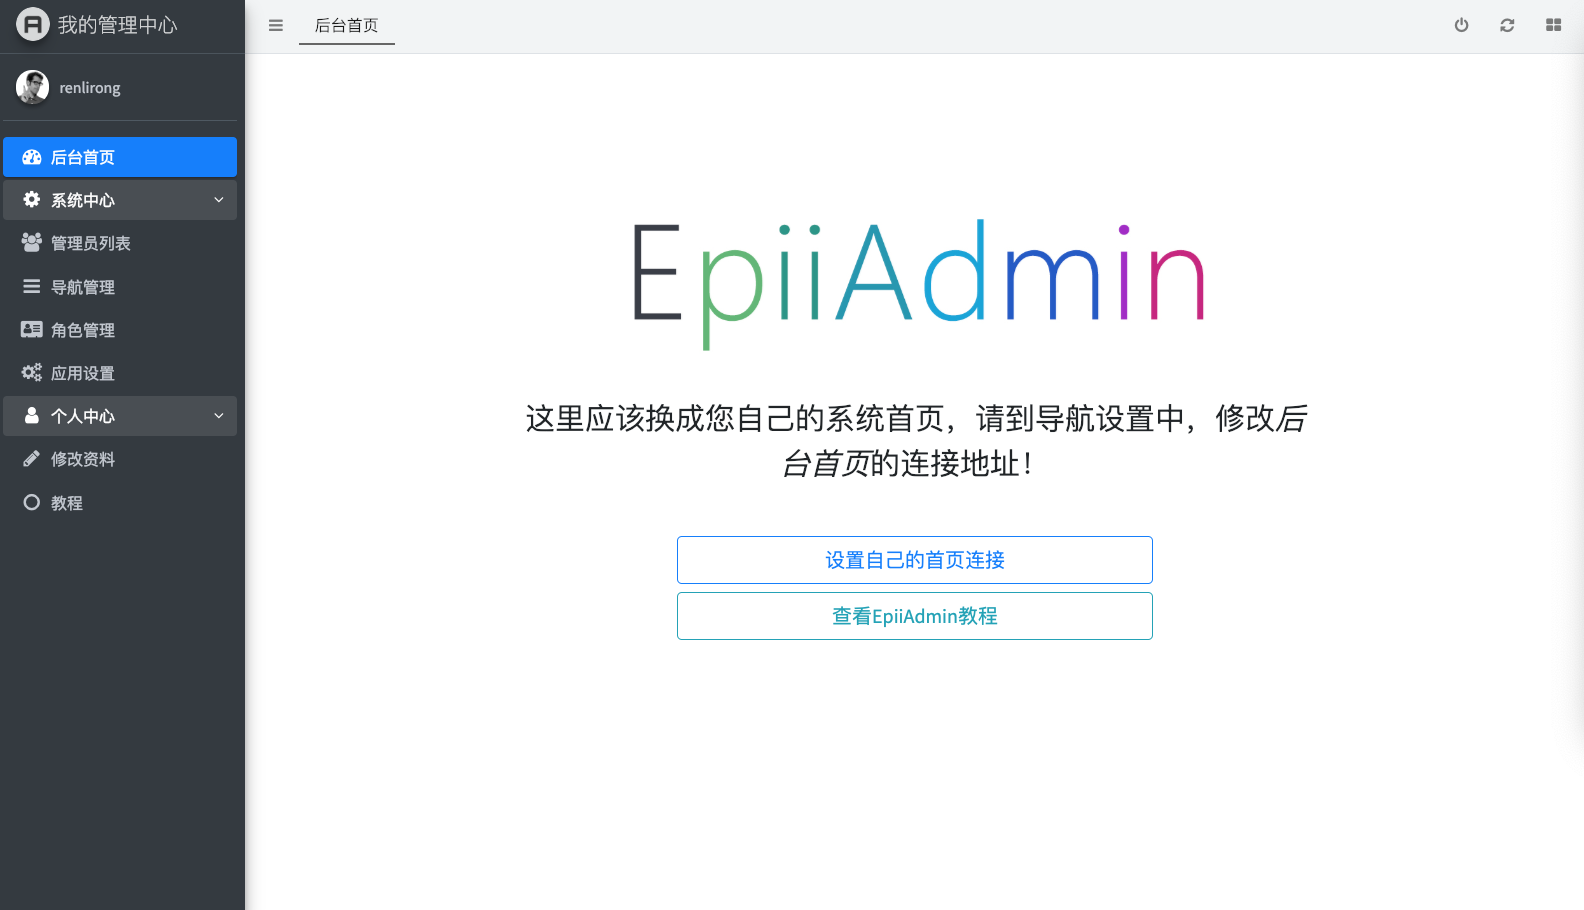 我的管理中心
renlirong
后台首页
系统中心
管理员列表
导航管理
角色管理
应用设置
个人中心
修改资料
教程
后台首页
EpiiAdmin
这里应该换成您自己的系统首页，请到导航设置中，修改后
台首页的连接地址！
设置自己的首页连接
查看EpiiAdmin教程